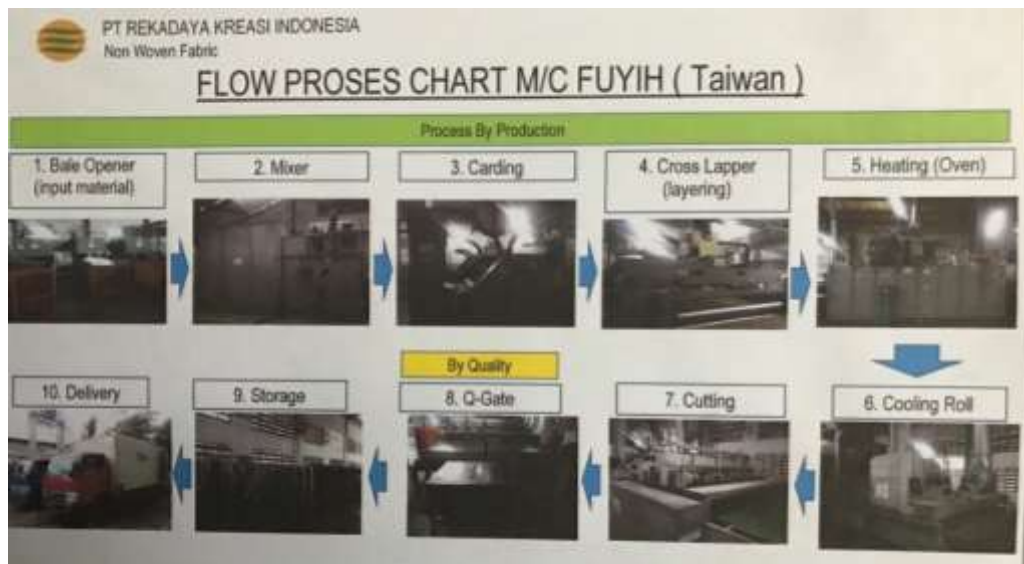 PT REKADAYA KREASI INDONESIA
Non Woven Fabric
FLOW PROSES CHART M/C FUYIH ( Taiwan )
Process By Production
1. Bale Opener
(input material)
2. Mixer
3. Carding
4. Cross Lapper
(layering)
5. Heating (Oven)
6. Cooling Roll
7. Cutting
By Quality
8. Q-Gate
9. Storage
10. Delivery